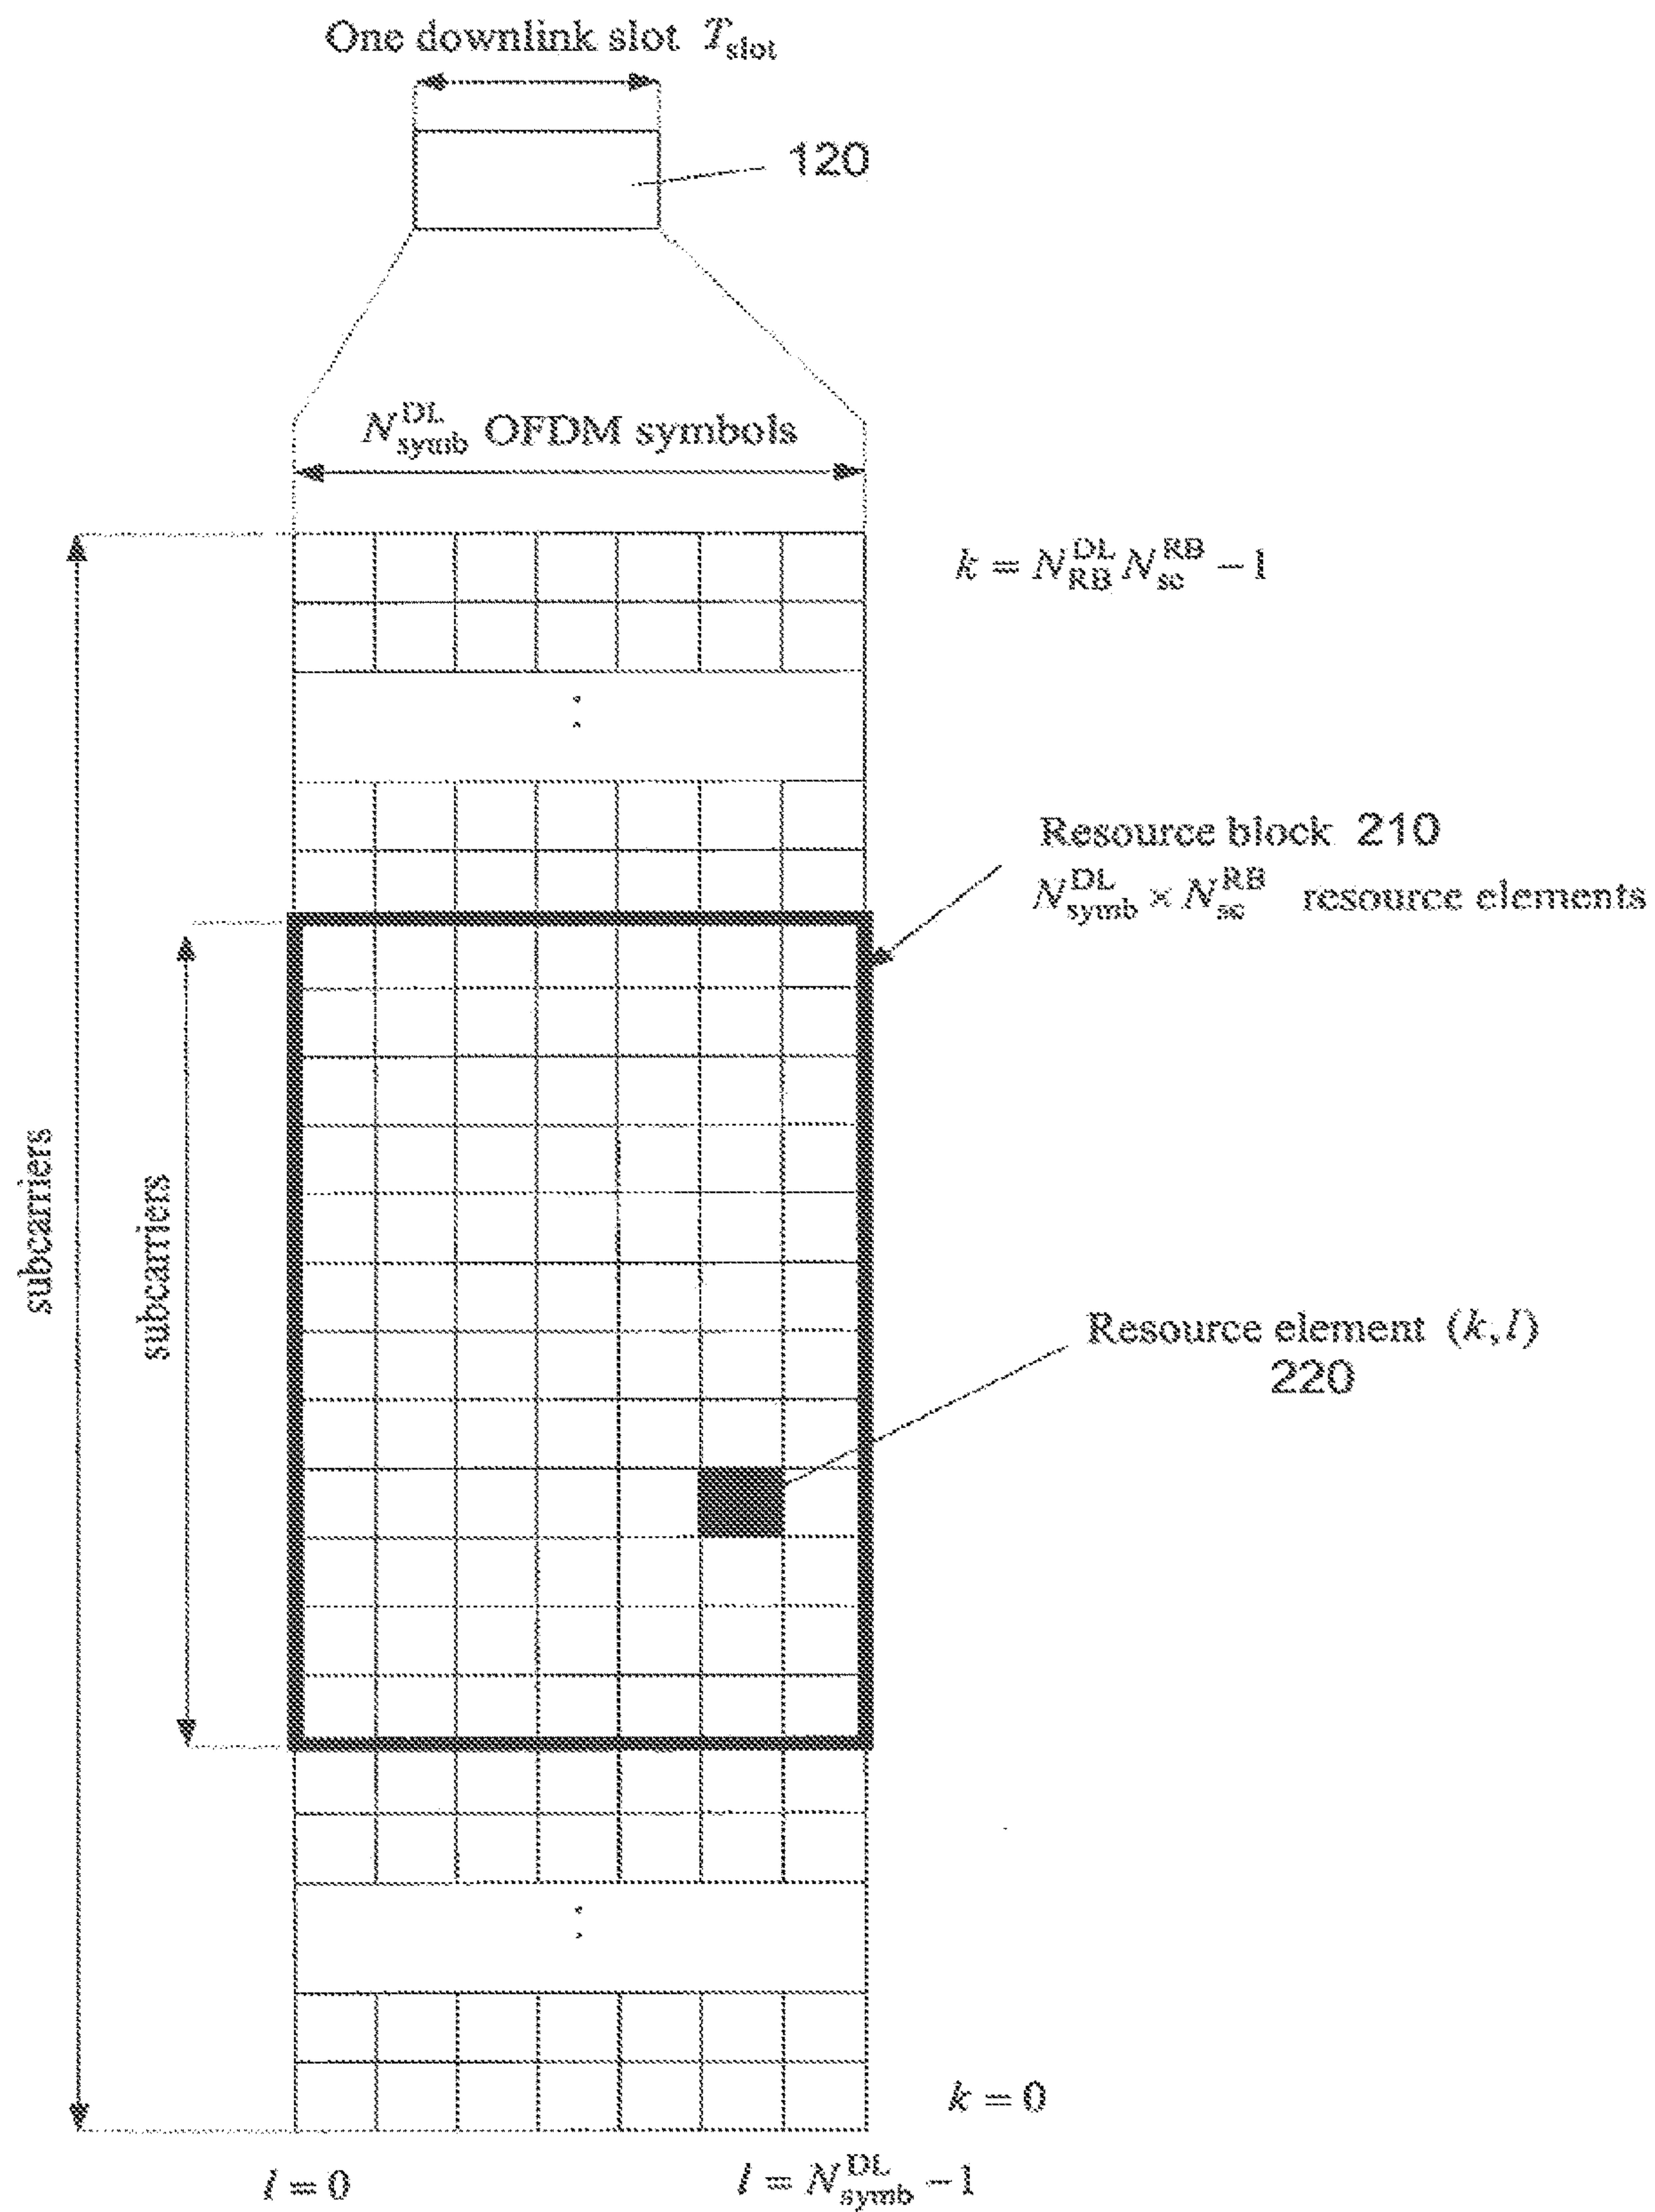 One downlink slot T_slot
120
N_symb^DL OFDM symbols
k = N_RB^DL N_sc^RB − 1
Resource block 210
N_symb^DL × N_sc^RB resource elements
subcarriers
subcarriers
Resource element (k, l)
220
k = 0
l = 0
l = N_symb^DL − 1